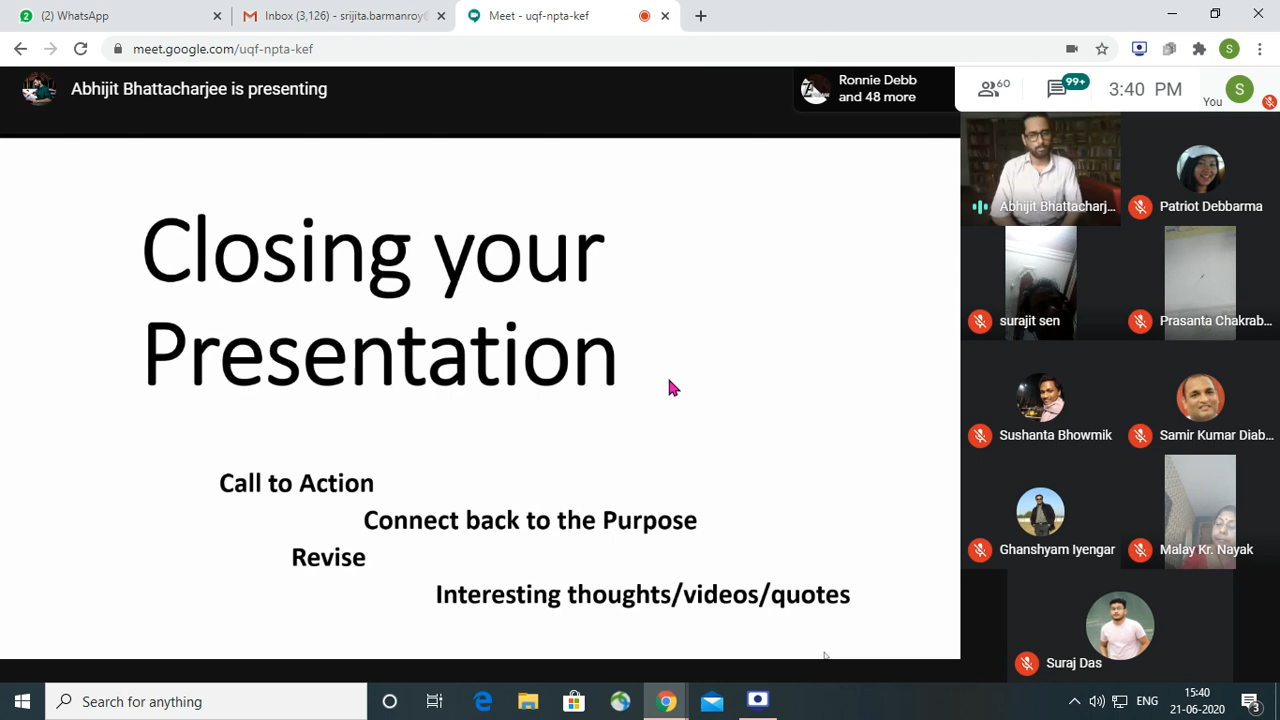 (2) WhatsApp
Inbox (3,126) - srijita.barmanroy@
Meet - uqf-npta-kef
meet.google.com/uqf-npta-kef
S
Abhijit Bhattacharjee is presenting
Ronnie Debb
and 48 more
60
99+
3:40 PM
You
S
Closing your
Presentation
Call to Action
Connect back to the Purpose
Revise
Interesting thoughts/videos/quotes
Abhijit Bhattacharj...
Patriot Debbarma
surajit sen
Prasanta Chakrab...
Sushanta Bhowmik
Samir Kumar Diab...
Ghanshyam Iyengar
Malay Kr. Nayak
Suraj Das
Search for anything
ENG
15:40
21-06-2020
3